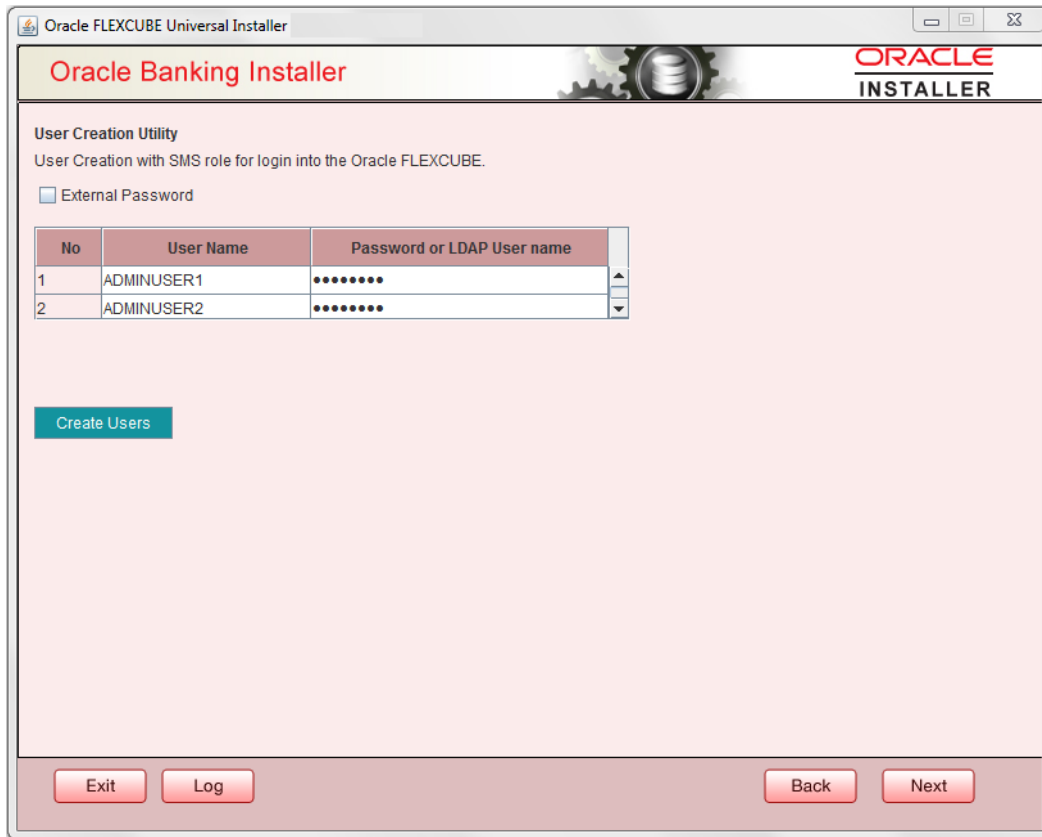 Oracle FLEXCUBE Universal Installer
Oracle Banking Installer
ORACLE
INSTALLER
User Creation Utility
User Creation with SMS role for login into the Oracle FLEXCUBE.
External Password
No User Name Password or LDAP User name
1 ADMINUSER1 ••••••••
2 ADMINUSER2 ••••••••
Create Users
Exit Log Back Next